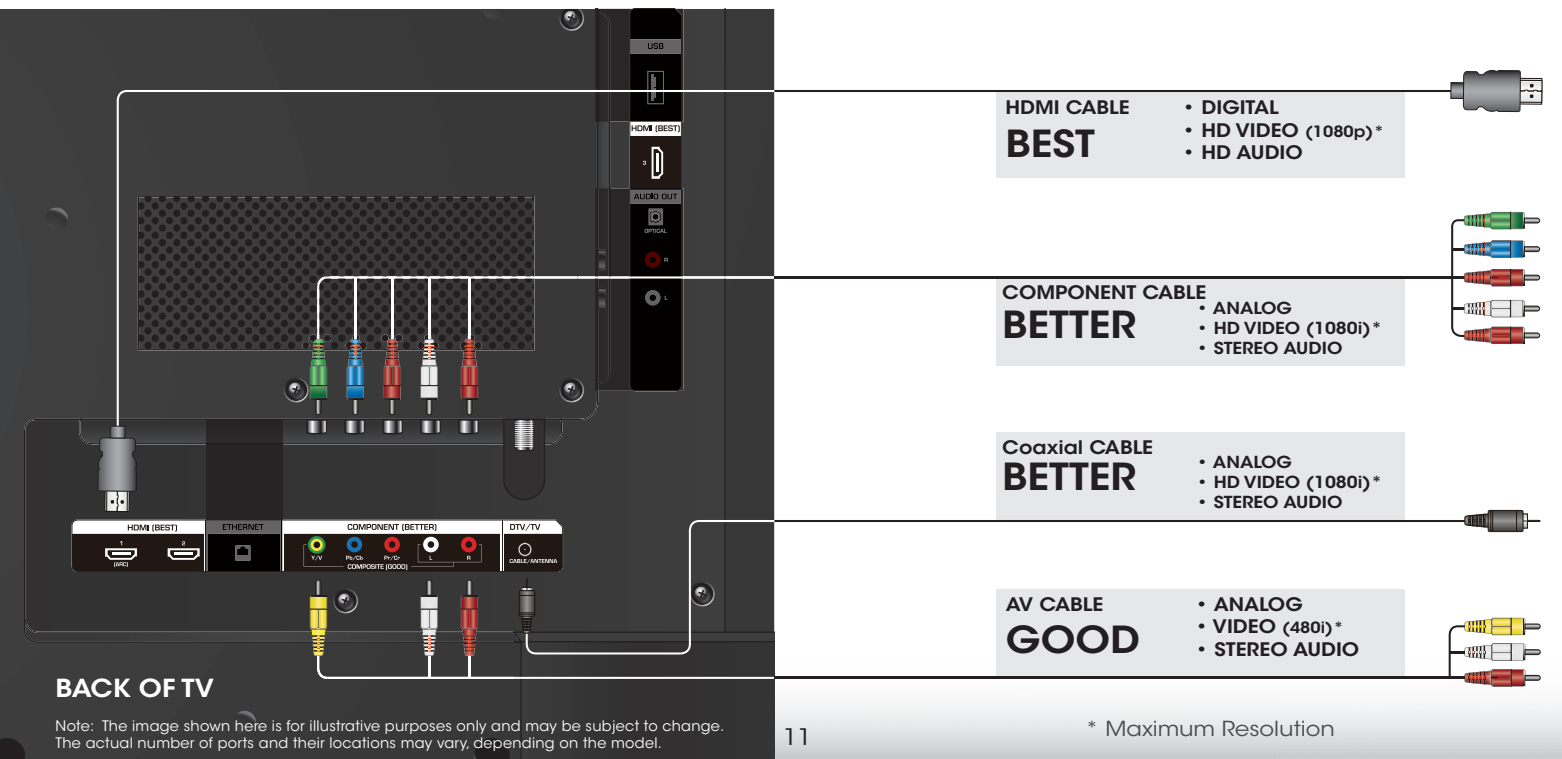 USB
HDMI (BEST)
3
AUDIO OUT
OPTICAL
R
L
HDMI (BEST)
1
2
(ARC)
ETHERNET
COMPONENT (BETTER)
Y/V
Pb/Cb
Pr/Cr
L
R
COMPOSITE (GOOD)
DTV/TV
CABLE/ANTENNA
BACK OF TV
Note: The image shown here is for illustrative purposes only and may be subject to change.
The actual number of ports and their locations may vary, depending on the model.
HDMI CABLE
BEST
• DIGITAL
• HD VIDEO (1080p)*
• HD AUDIO
COMPONENT CABLE
BETTER
• ANALOG
• HD VIDEO (1080i)*
• STEREO AUDIO
Coaxial CABLE
BETTER
• ANALOG
• HD VIDEO (1080i)*
• STEREO AUDIO
AV CABLE
GOOD
• ANALOG
• VIDEO (480i)*
• STEREO AUDIO
11
* Maximum Resolution